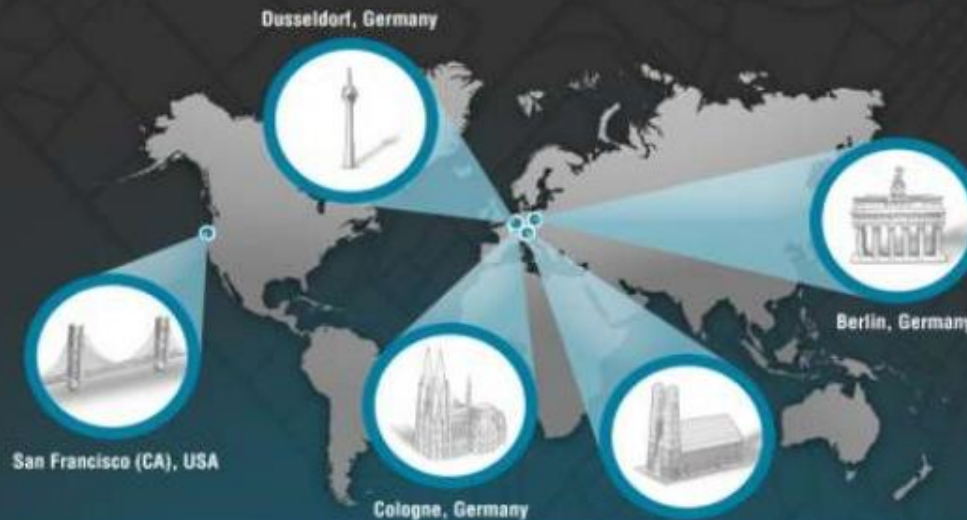 Dusseldorf, Germany
Berlin, Germany
San Francisco (CA), USA
Cologne, Germany